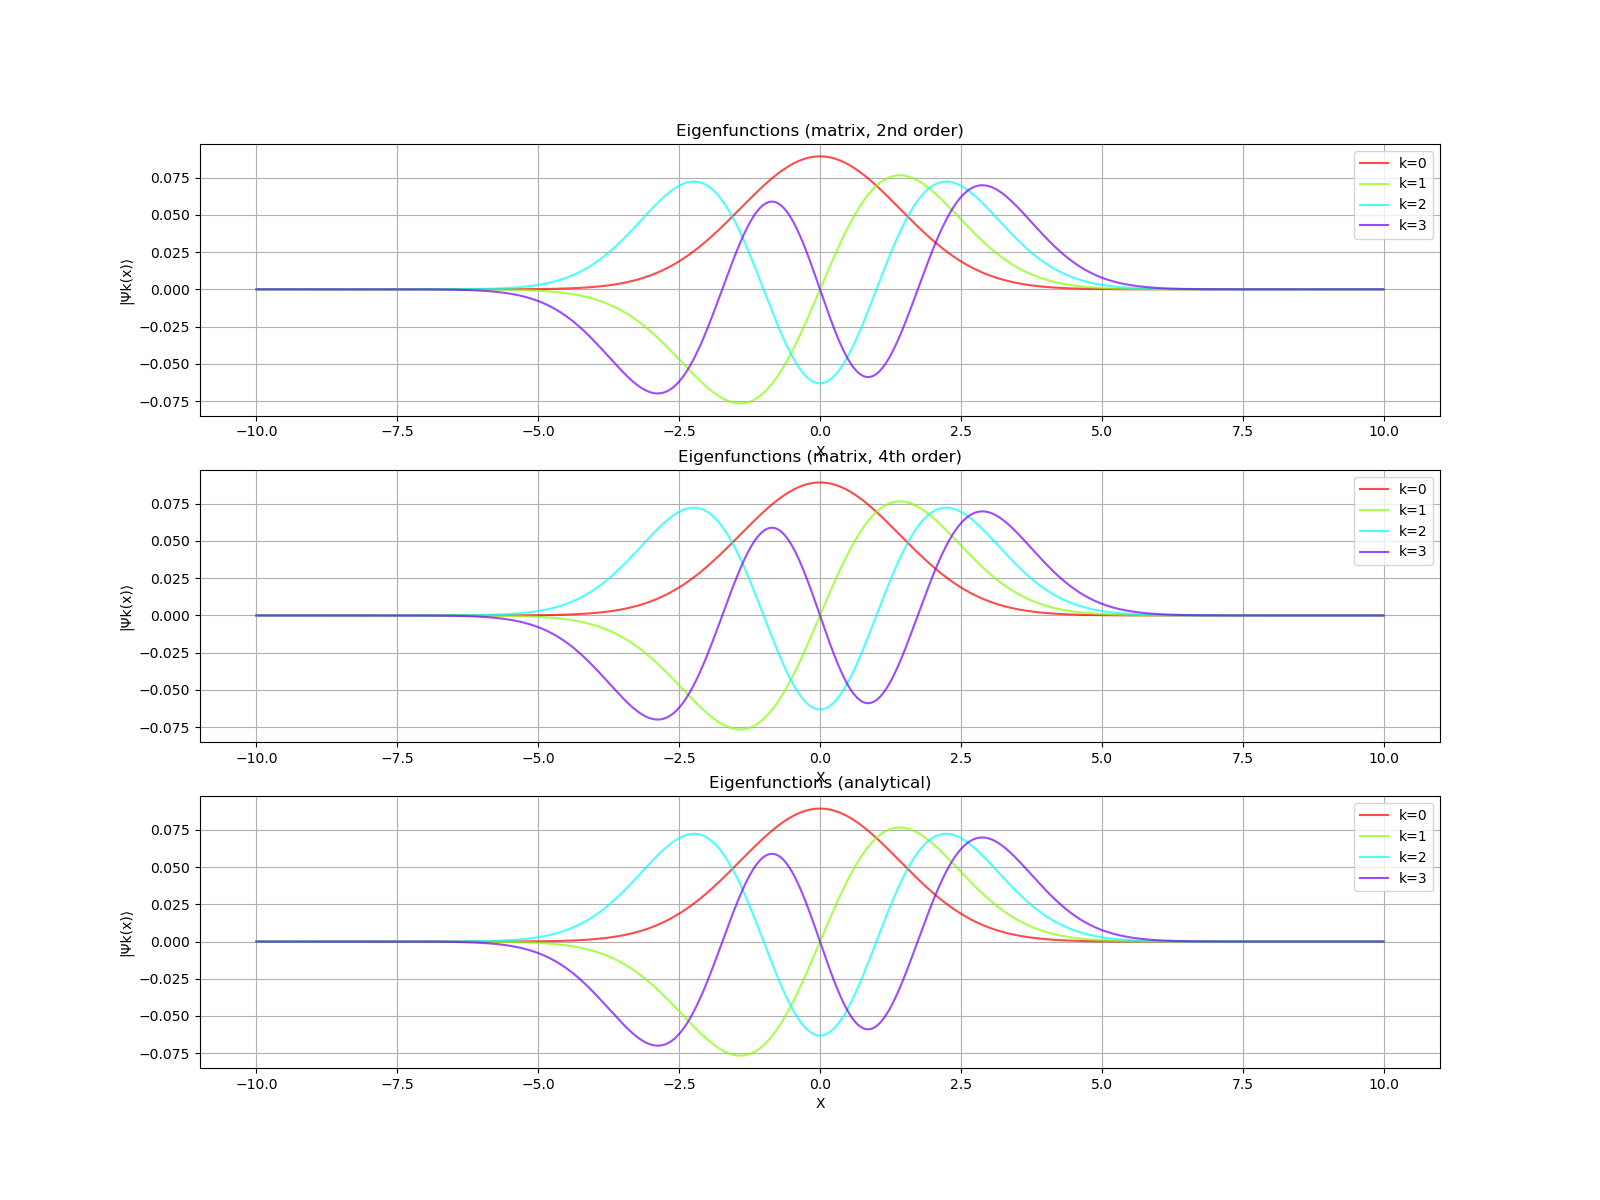 Eigenfunctions (matrix, 2nd order)
|Ψk(x)⟩
0.075
0.050
0.025
0.000
−0.025
−0.050
−0.075
k=0
k=1
k=2
k=3
−10.0 −7.5 −5.0 −2.5 0.0 2.5 5.0 7.5 10.0
X
Eigenfunctions (matrix, 4th order)
|Ψk(x)⟩
0.075
0.050
0.025
0.000
−0.025
−0.050
−0.075
k=0
k=1
k=2
k=3
−10.0 −7.5 −5.0 −2.5 0.0 2.5 5.0 7.5 10.0
X
Eigenfunctions (analytical)
|Ψk(x)⟩
0.075
0.050
0.025
0.000
−0.025
−0.050
−0.075
k=0
k=1
k=2
k=3
−10.0 −7.5 −5.0 −2.5 0.0 2.5 5.0 7.5 10.0
X